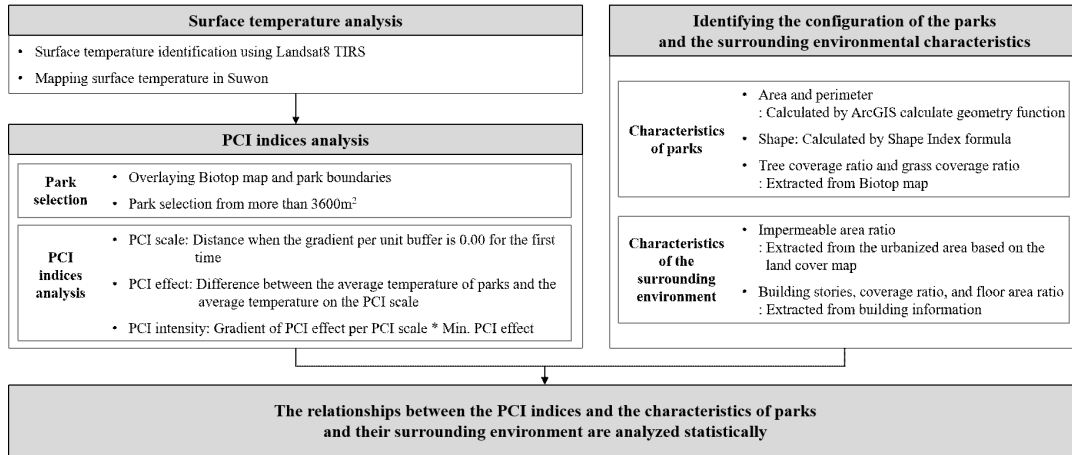 Surface temperature analysis
• Surface temperature identification using Landsat8 TIRS
• Mapping surface temperature in Suwon
PCI indices analysis
Park
selection
• Overlaying Biotop map and park boundaries
• Park selection from more than 3600m²
PCI
indices
analysis
• PCI scale: Distance when the gradient per unit buffer is 0.00 for the first
time
• PCI effect: Difference between the average temperature of parks and the
average temperature on the PCI scale
• PCI intensity: Gradient of PCI effect per PCI scale * Min. PCI effect
Identifying the configuration of the parks
and the surrounding environmental characteristics
Characteristics
of parks
• Area and perimeter
: Calculated by ArcGIS calculate geometry function
• Shape: Calculated by Shape Index formula
• Tree coverage ratio and grass coverage ratio
: Extracted from Biotop map
Characteristics
of the
surrounding
environment
• Impermeable area ratio
: Extracted from the urbanized area based on the
land cover map
• Building stories, coverage ratio, and floor area ratio
: Extracted from building information
The relationships between the PCI indices and the characteristics of parks
and their surrounding environment are analyzed statistically